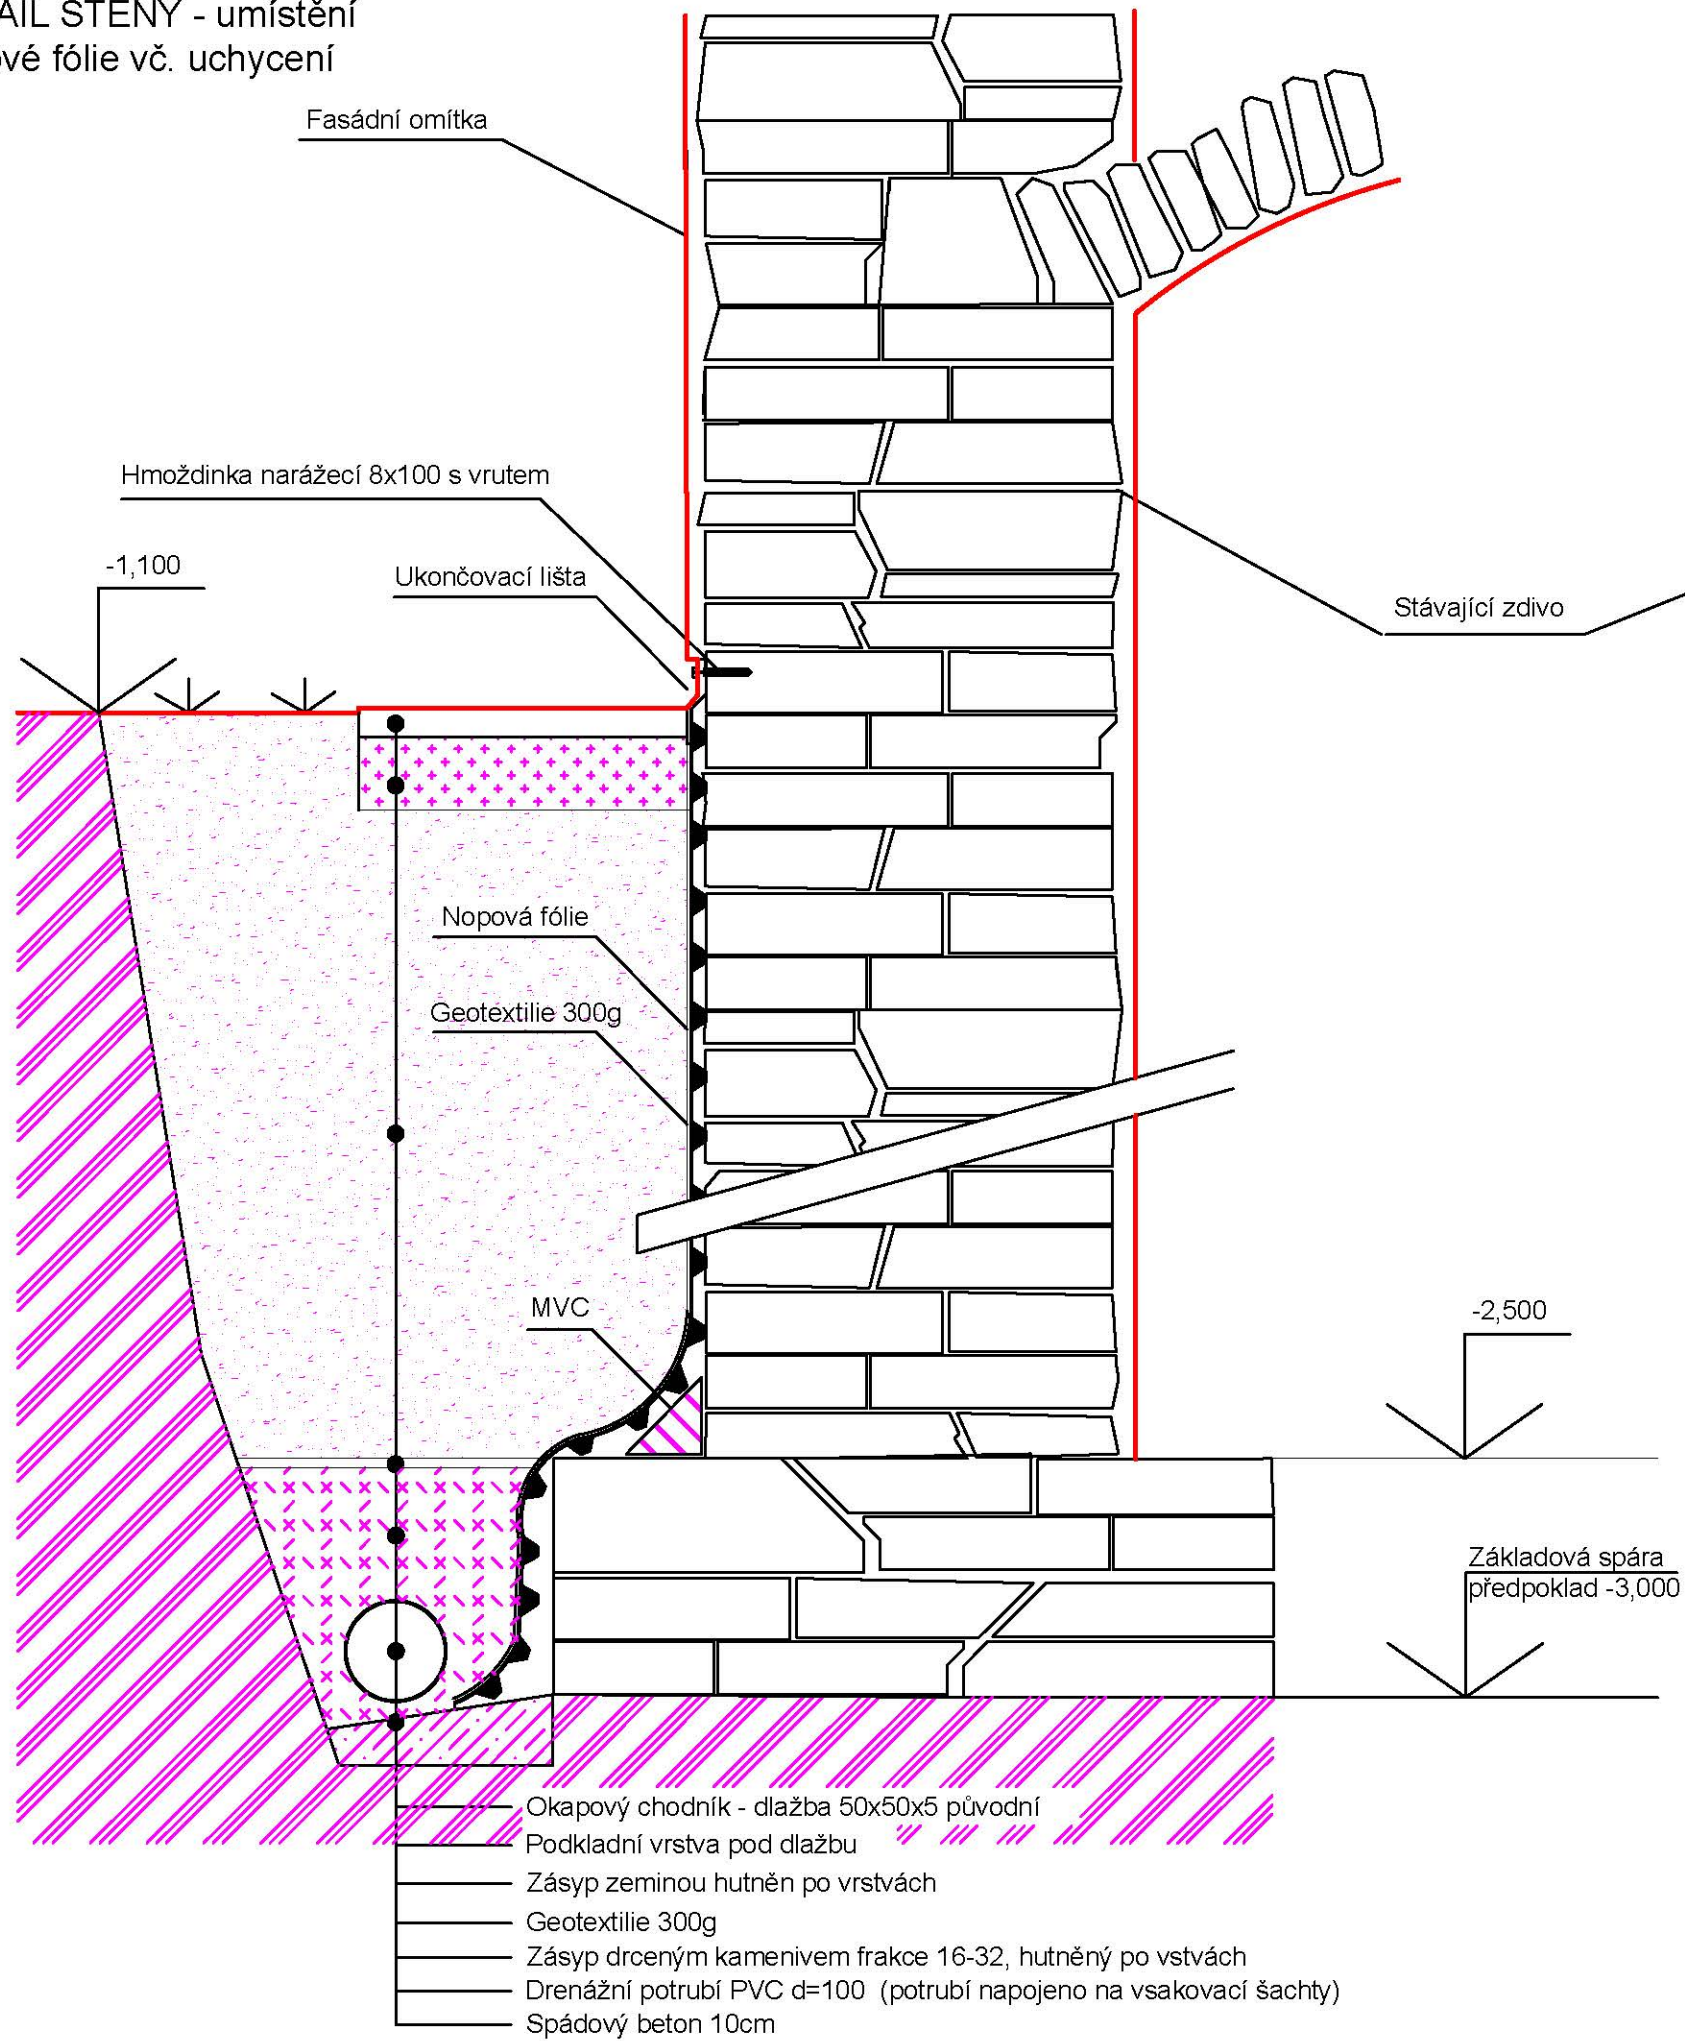 AIL STĚNY - umístění
ové fólie vč. uchycení
Fasádní omítka
Hmoždinka narážecí 8x100 s vrutem
-1,100
Ukončovací lišta
Stávající zdivo
Nopová fólie
Geotextilie 300g
MVC
-2,500
Základová spára
předpoklad -3,000
Okapový chodník - dlažba 50x50x5 původní
Podkladní vrstva pod dlažbu
Zásyp zeminou hutněn po vrstvách
Geotextilie 300g
Zásyp drceným kamenivem frakce 16-32, hutněný po vstvách
Drenážní potrubí PVC d=100 (potrubí napojeno na vsakovací šachty)
Spádový beton 10cm